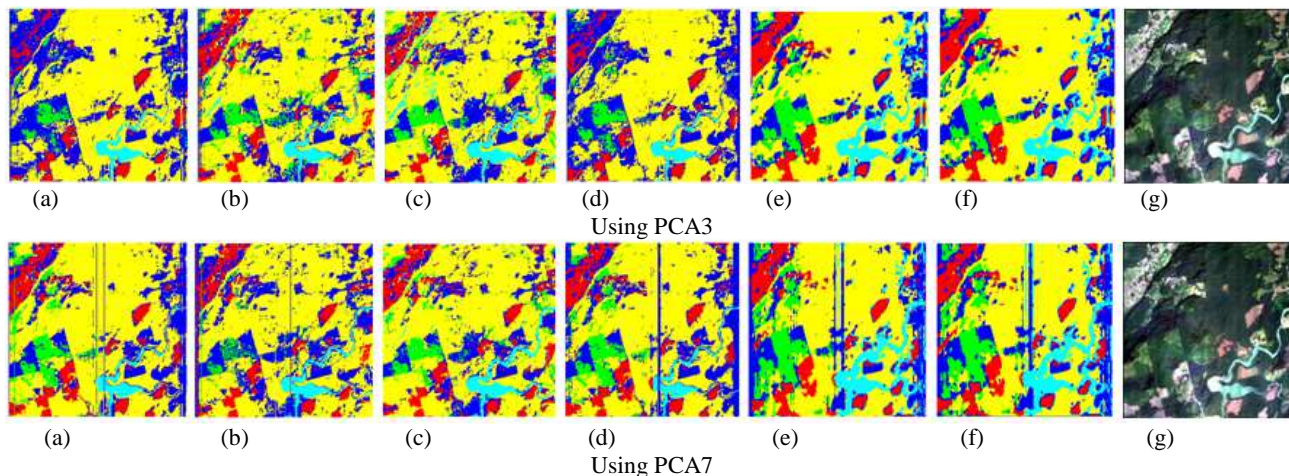 (a) (b) (c) (d) (e) (f) (g)
Using PCA3
(a) (b) (c) (d) (e) (f) (g)
Using PCA7